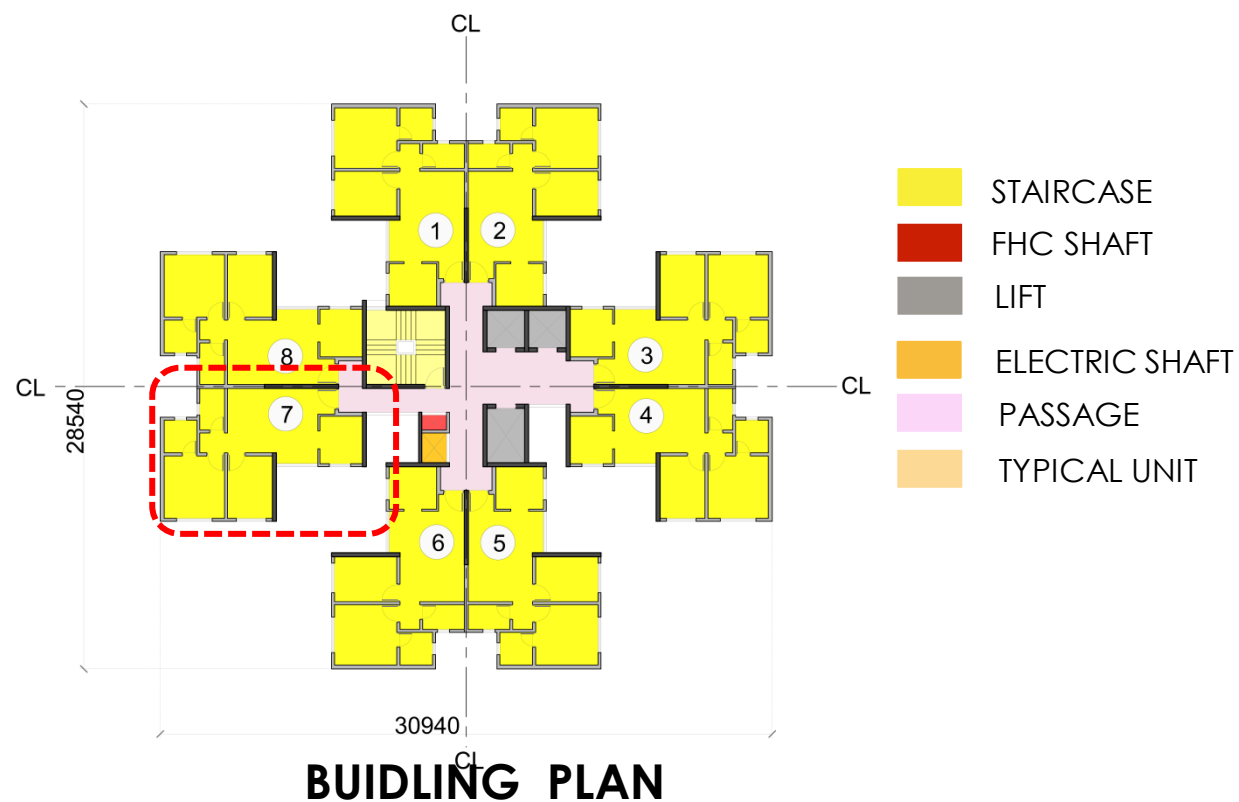 CL
1
2
STAIRCASE
FHC SHAFT
LIFT
ELECTRIC SHAFT
PASSAGE
TYPICAL UNIT
8
3
CL
CL
7
4
28540
6
5
30940
CL
BUIDLING PLAN